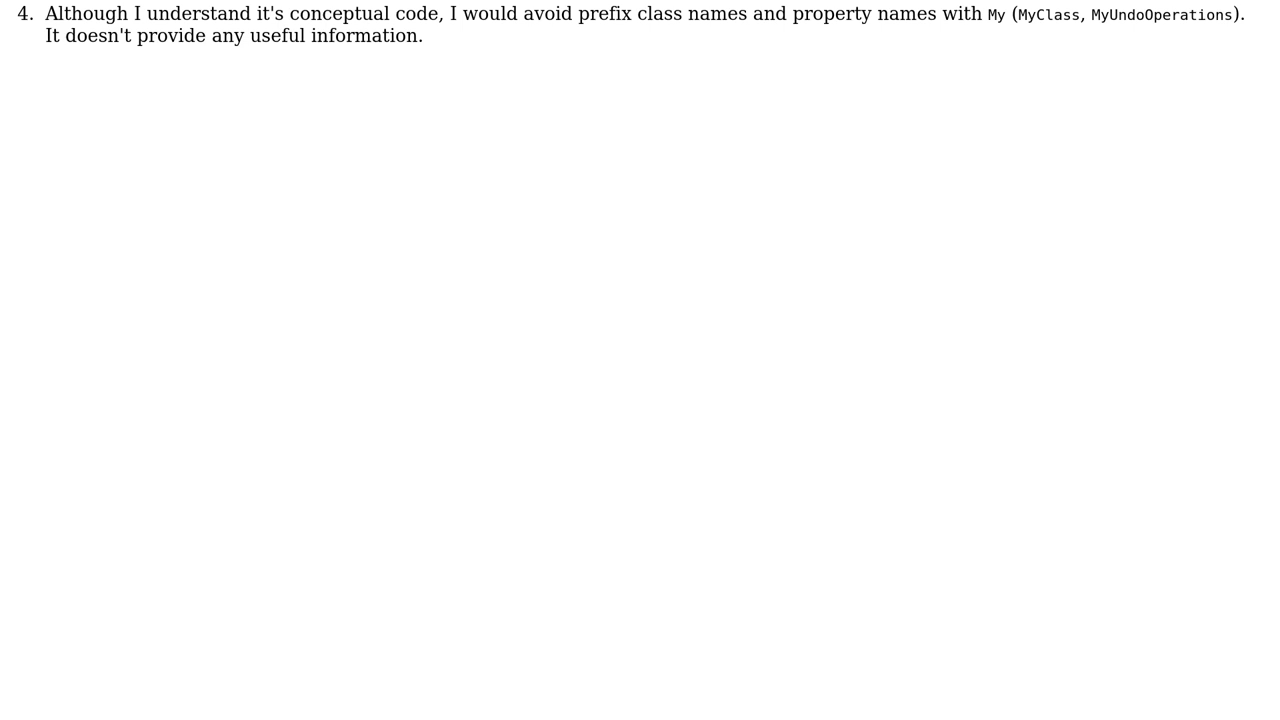 4. Although I understand it's conceptual code, I would avoid prefix class names and property names with My (MyClass, MyUndoOperations).
It doesn't provide any useful information.